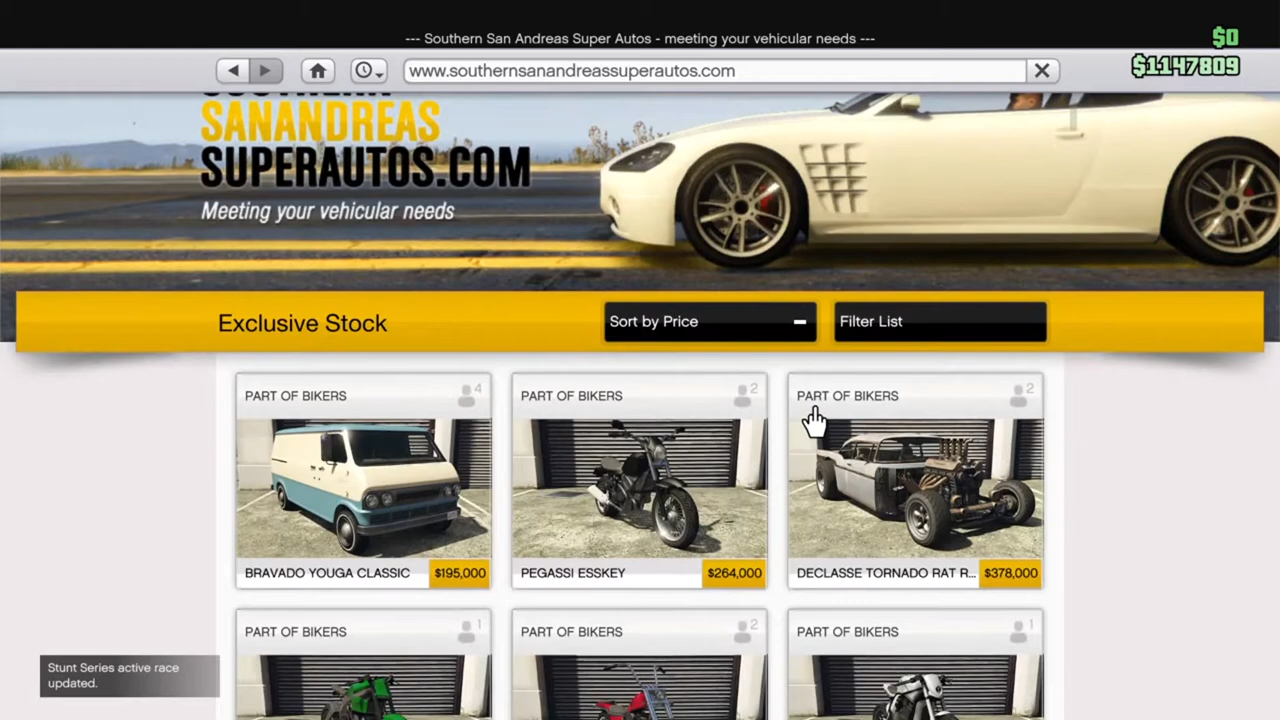 --- Southern San Andreas Super Autos - meeting your vehicular needs ---
$0
$1147809
www.southernsanandreassuperautos.com
SOUTHERN
SANANDREAS
SUPERAUTOS.COM
Meeting your vehicular needs
Exclusive Stock
Sort by Price
Filter List
PART OF BIKERS 4
PART OF BIKERS 2
PART OF BIKERS 2
BRAVADO YOUGA CLASSIC $195,000
PEGASSI ESSKEY $264,000
DECLASSE TORNADO RAT R... $378,000
PART OF BIKERS 1
PART OF BIKERS 2
PART OF BIKERS 1
Stunt Series active race
updated.